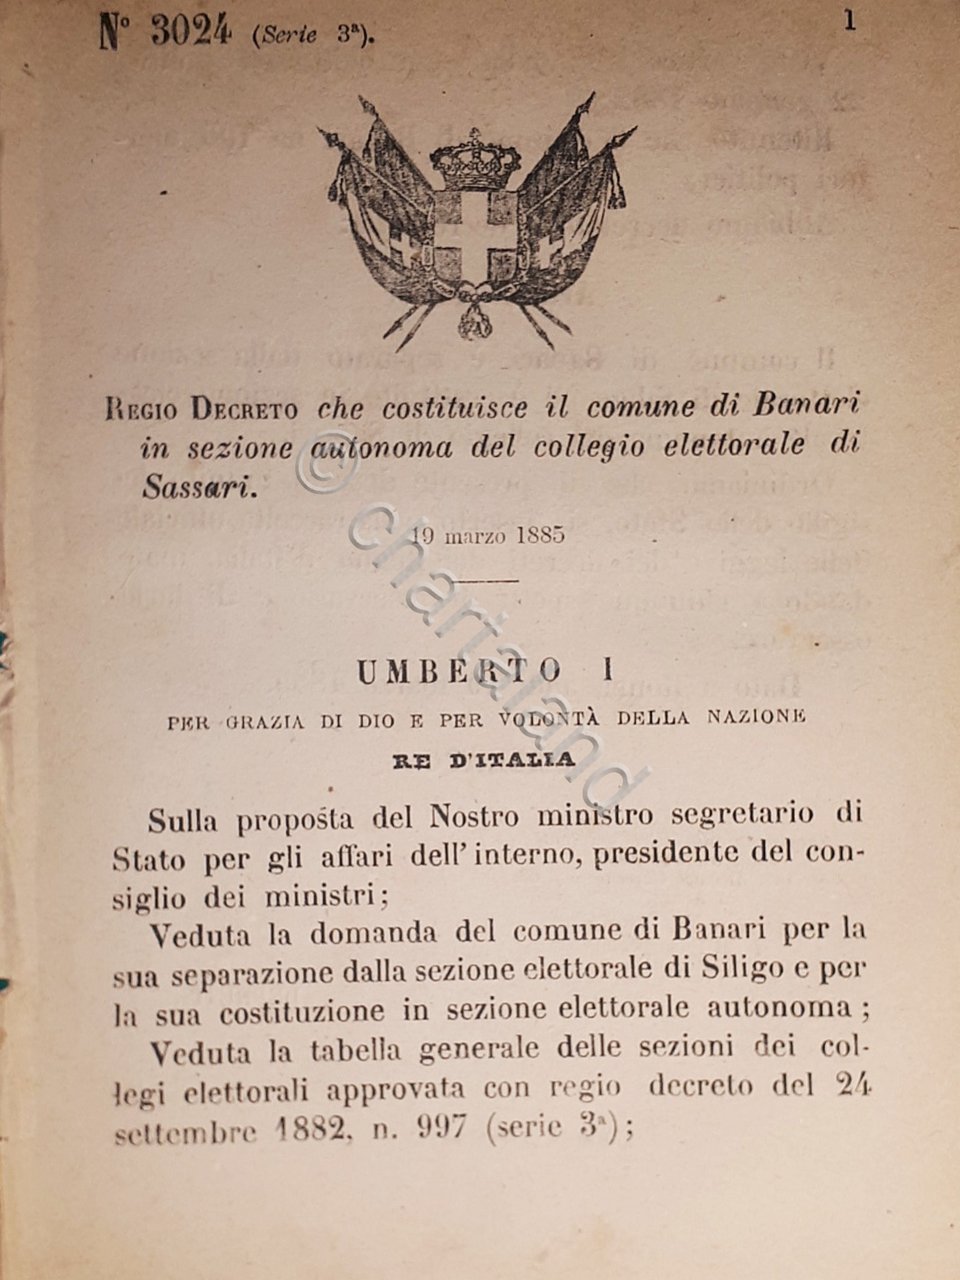 N° 3024 (Serie 3ª).
1
REGIO DECRETO che costituisce il comune di Banari
in sezione autonoma del collegio elettorale di
Sassari.
19 marzo 1885
UMBERTO I
PER GRAZIA DI DIO E PER VOLONTÀ DELLA NAZIONE
RE D'ITALIA
Sulla proposta del Nostro ministro segretario di
Stato per gli affari dell'interno, presidente del con-
siglio dei ministri;
Veduta la domanda del comune di Banari per la
sua separazione dalla sezione elettorale di Siligo e per
la sua costituzione in sezione elettorale autonoma;
Veduta la tabella generale delle sezioni dei col-
legi elettorali approvata con regio decreto del 24
settembre 1882, n. 997 (serie 3ª);
© chartaland